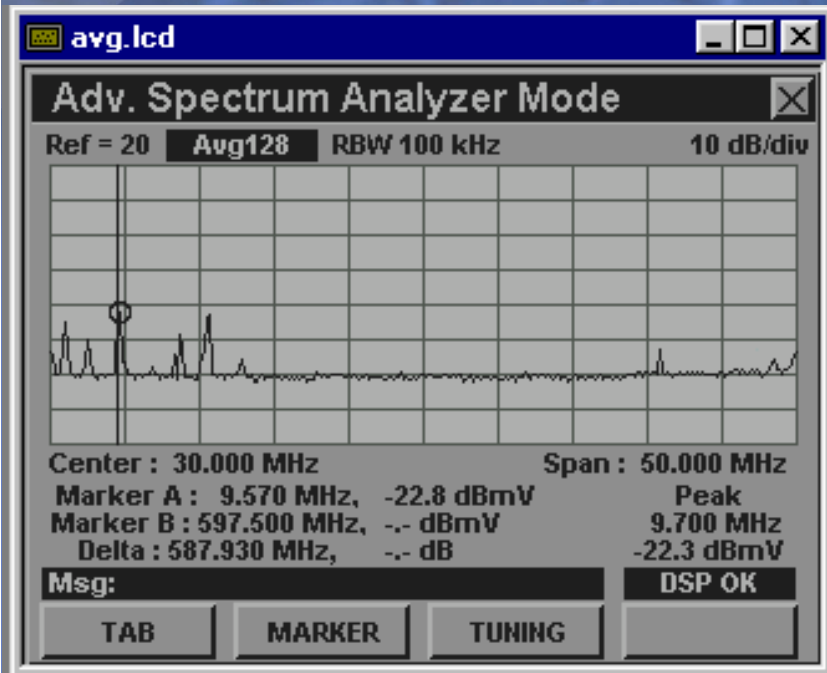 avg.lcd
Adv. Spectrum Analyzer Mode
Ref = 20 Avg128 RBW 100 kHz 10 dB/div
Center : 30.000 MHz Span : 50.000 MHz
Marker A : 9.570 MHz, -22.8 dBmV Peak
Marker B : 597.500 MHz, -.- dBmV 9.700 MHz
Delta : 587.930 MHz, -.- dB -22.3 dBmV
Msg: DSP OK
TAB MARKER TUNING